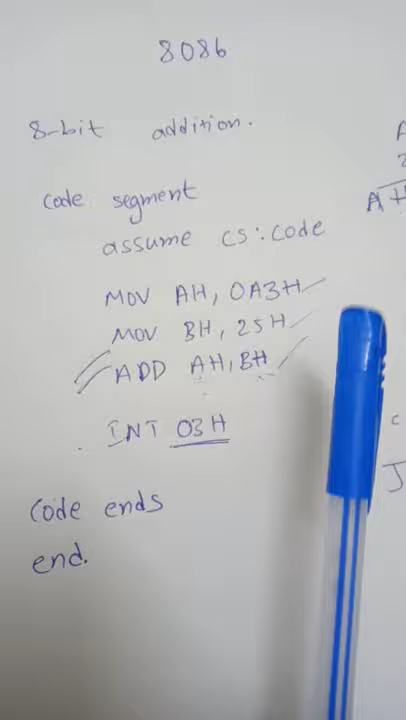 8086
8-bit addition.
Code segment
assume CS:Code
MOV AH, 0A3H
MOV BH, 25H
ADD AH, BH
INT 03H
Code ends
end.